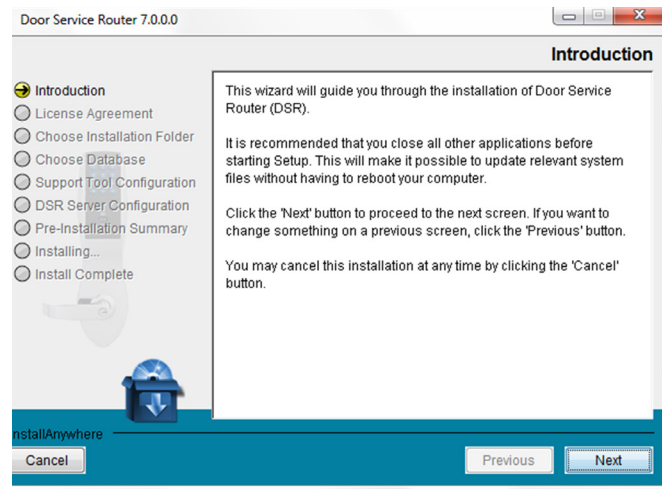 Door Service Router 7.0.0.0
Introduction
Introduction
License Agreement
Choose Installation Folder
Choose Database
Support Tool Configuration
DSR Server Configuration
Pre-Installation Summary
Installing...
Install Complete
This wizard will guide you through the installation of Door Service
Router (DSR).
It is recommended that you close all other applications before
starting Setup. This will make it possible to update relevant system
files without having to reboot your computer.
Click the 'Next' button to proceed to the next screen. If you want to
change something on a previous screen, click the 'Previous' button.
You may cancel this installation at any time by clicking the 'Cancel'
button.
nstallAnywhere
Cancel
Previous
Next